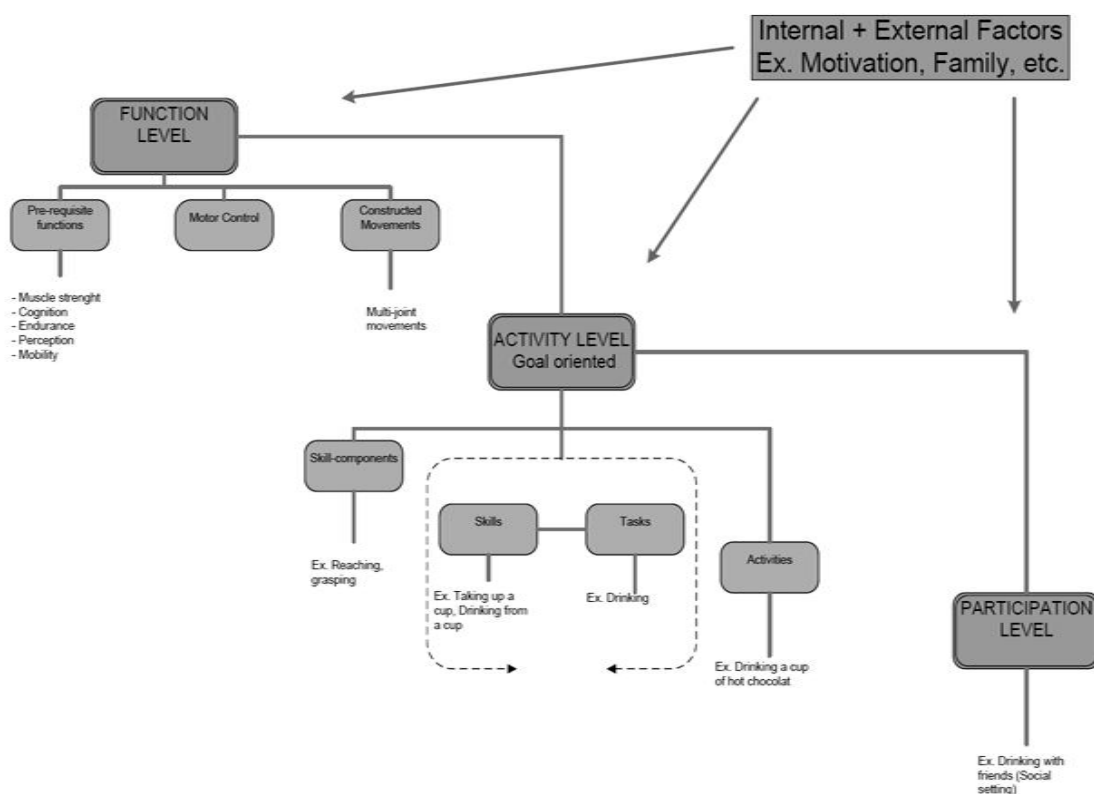 Internal + External Factors
Ex. Motivation, Family, etc.
FUNCTION
LEVEL
Pre-requisite
functions
Motor Control
Constructed
Movements
- Muscle strenght
- Cognition
- Endurance
- Perception
- Mobility
Multi-joint
movements
ACTIVITY LEVEL
Goal oriented
Skill-components
Skills
Tasks
Activities
Ex. Reaching,
grasping
Ex. Taking up a
cup, Drinking from
a cup
Ex. Drinking
Ex. Drinking a cup
of hot chocolat
PARTICIPATION
LEVEL
Ex. Drinking with
friends (Social
setting)